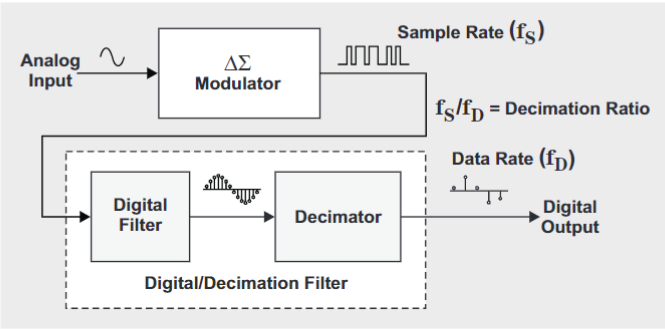 Sample Rate (fS)
Analog
Input
ΔΣ
Modulator
fS/fD = Decimation Ratio
Data Rate (fD)
Digital
Filter
Decimator
Digital
Output
Digital/Decimation Filter